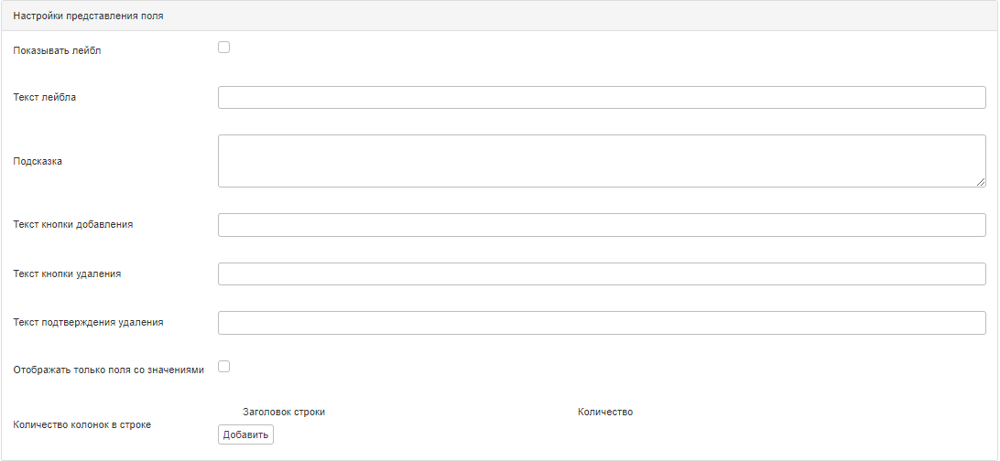 Настройки представления поля
Показывать лейбл
Текст лейбла
Подсказка
Текст кнопки добавления
Текст кнопки удаления
Текст подтверждения удаления
Отображать только поля со значениями
Заголовок строки Количество
Количество колонок в строке
Добавить